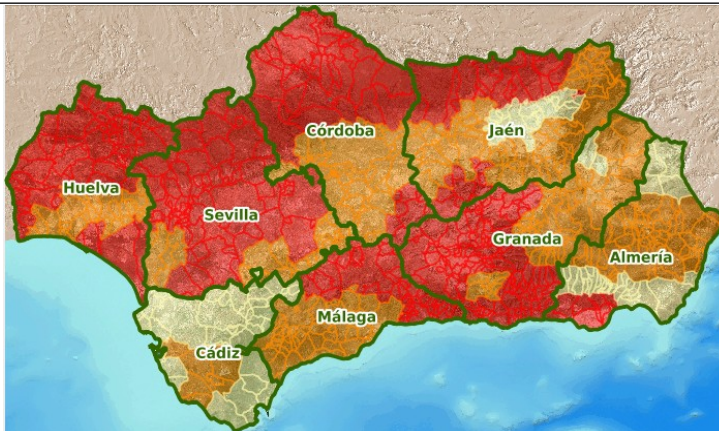 Córdoba
Jaén
Huelva
Sevilla
Granada
Almería
Málaga
Cádiz